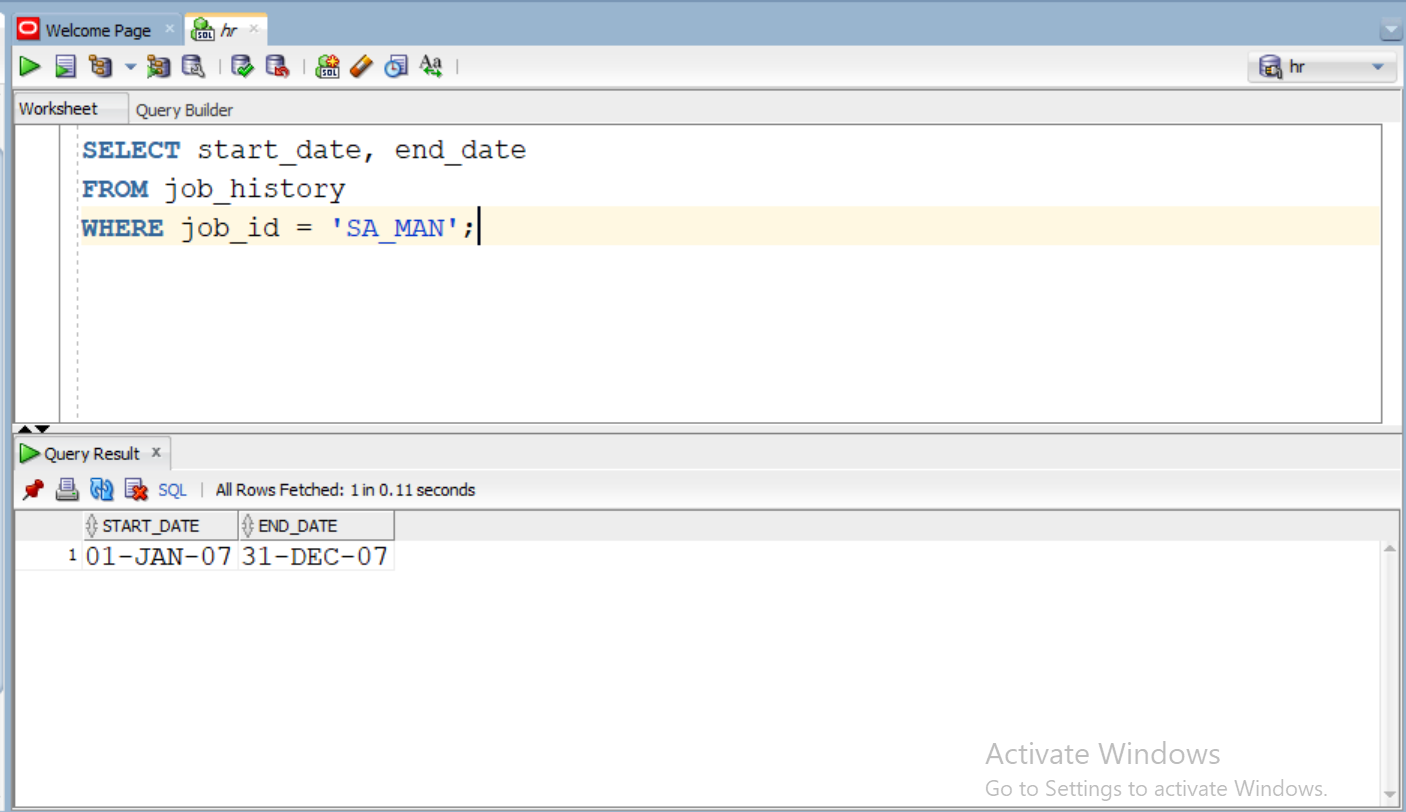 Welcome Page
hr
hr
Worksheet
Query Builder
SELECT start_date, end_date
FROM job_history
WHERE job_id = 'SA_MAN';
Query Result x
SQL | All Rows Fetched: 1 in 0.11 seconds
START_DATE END_DATE
1 01-JAN-07 31-DEC-07
Activate Windows
Go to Settings to activate Windows.